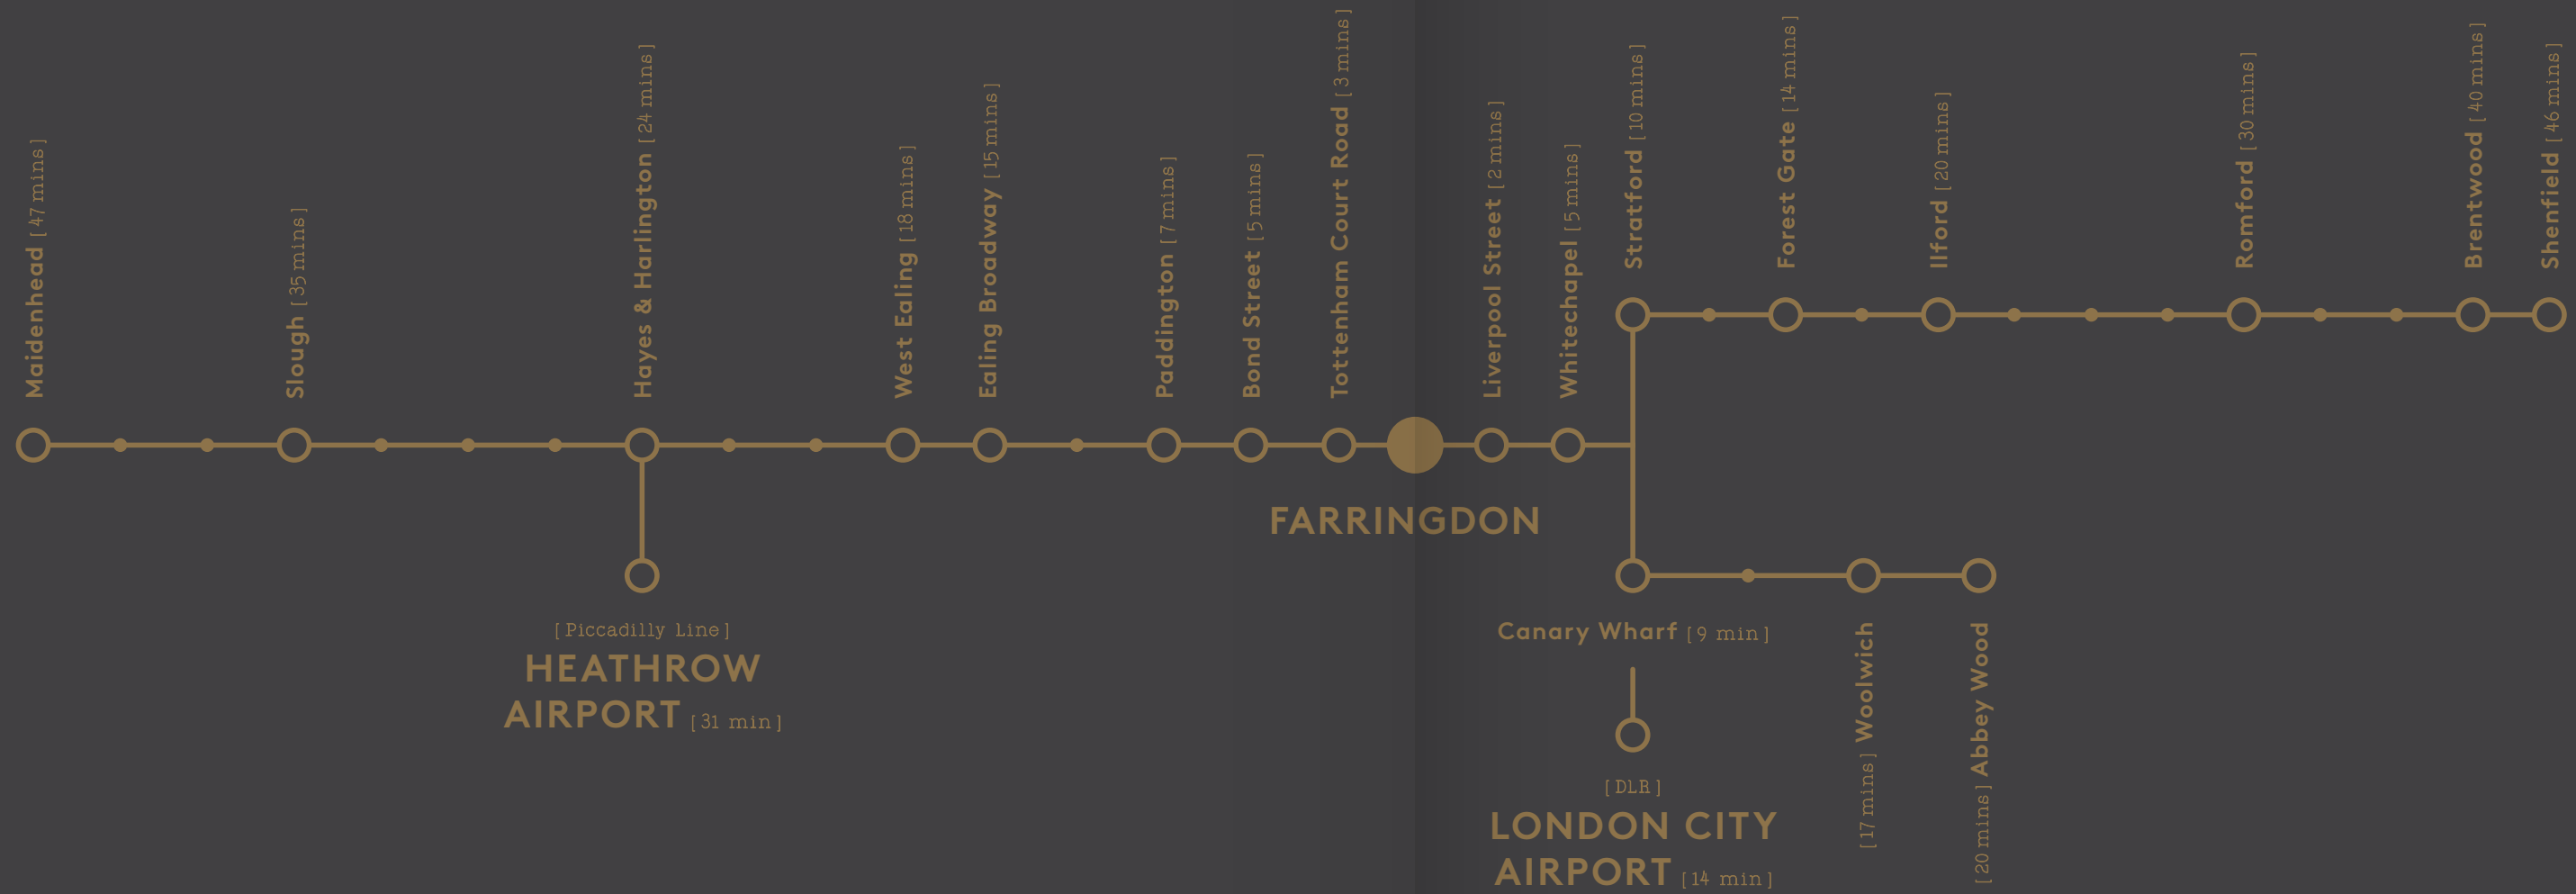 Maidenhead [47 mins]
Slough [35 mins]
Hayes & Harlington [24 mins]
West Ealing [18 mins]
Ealing Broadway [15 mins]
Paddington [7 mins]
Bond Street [5 mins]
Tottenham Court Road [3 mins]
Liverpool Street [2 mins]
Whitechapel [5 mins]
Stratford [10 mins]
Forest Gate [14 mins]
Ilford [20 mins]
Romford [30 mins]
Brentwood [40 mins]
Shenfield [46 mins]
FARRINGDON
[Piccadilly Line]
HEATHROW
AIRPORT [31 min]
Canary Wharf [9 min]
[DLR]
LONDON CITY
AIRPORT [14 min]
[17 mins] Woolwich
[20 mins] Abbey Wood